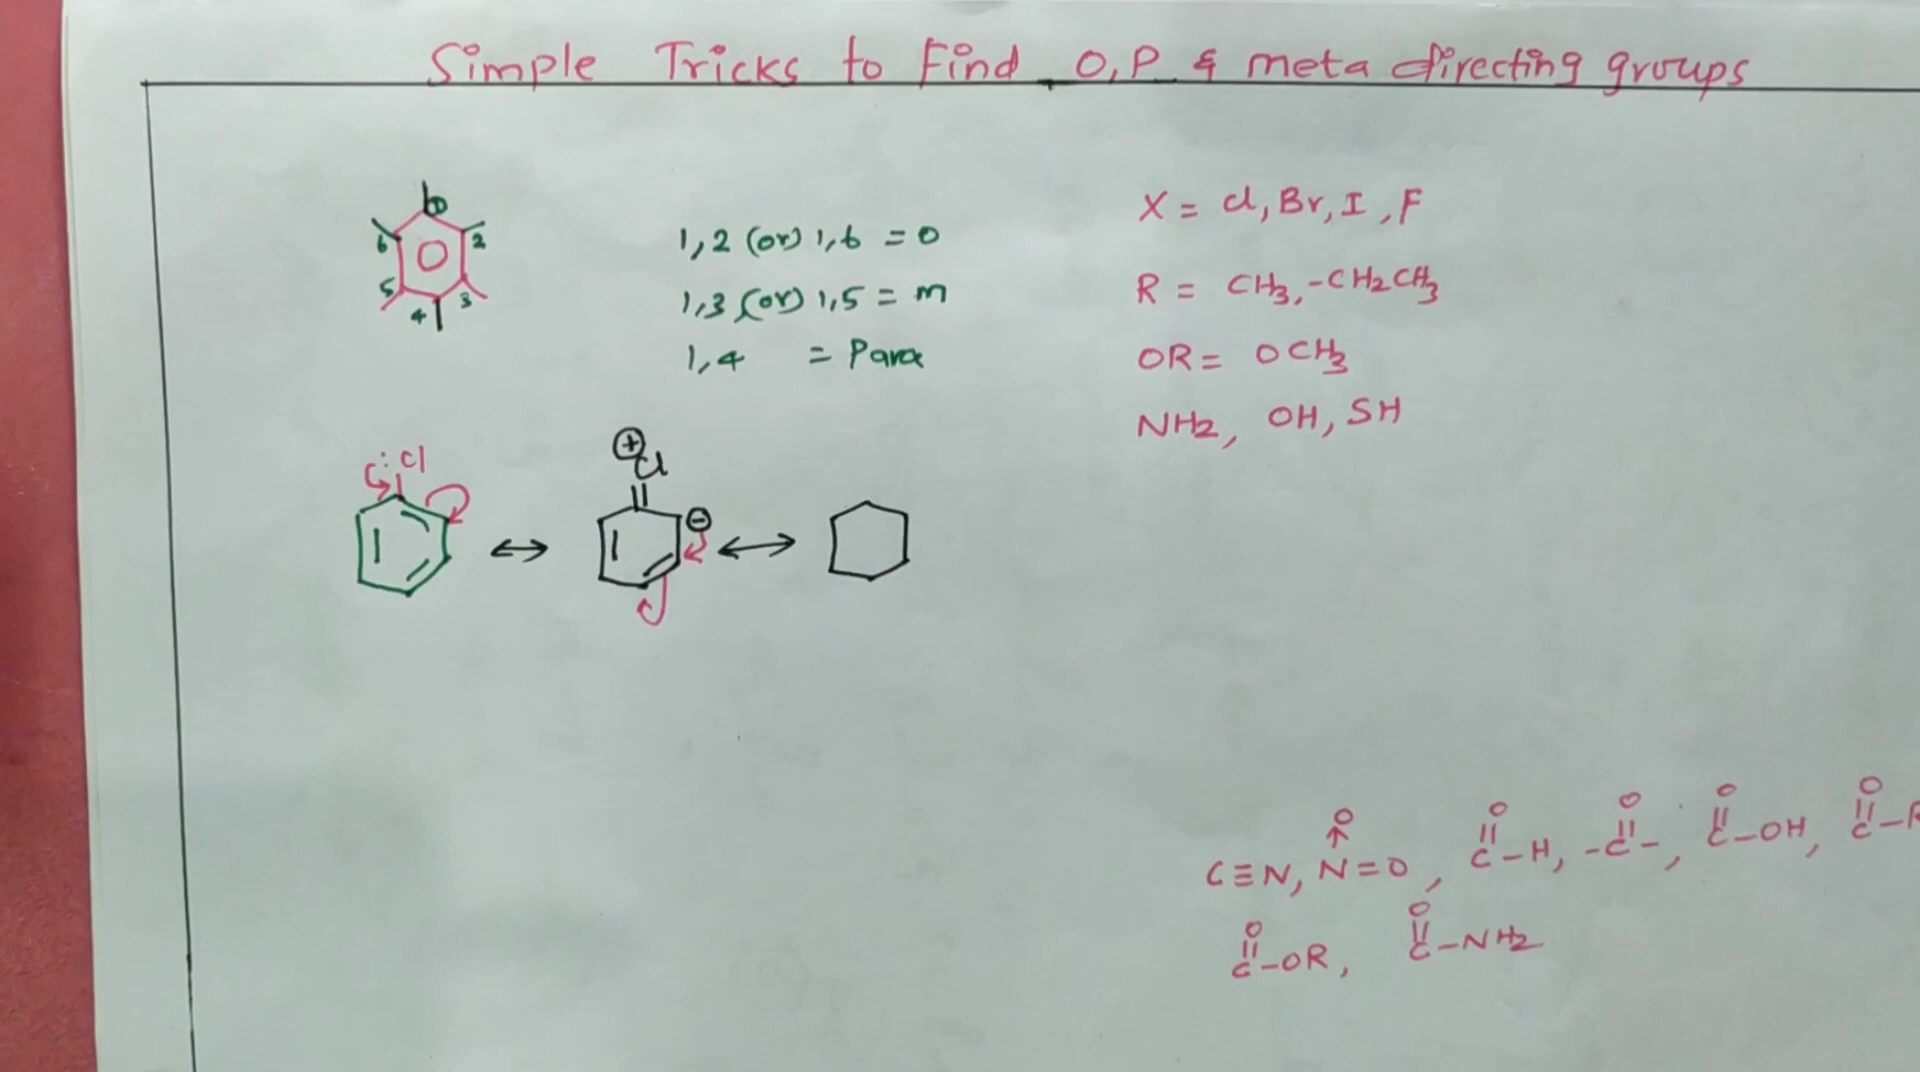 Simple Tricks to Find O,P & meta directing groups
1
6 2
5 3
4
1,2 (or) 1,6 = o
1,3 (or) 1,5 = m
1,4 = Para
X = Cl, Br, I, F
R = CH3, -CH2CH3
OR = OCH3
NH2, OH, SH
:Cl
⊕
Cl
⊖
O O O O O
C≡N, N=O, C-H, -C-, C-OH, C-R
O O
C-OR, C-NH2